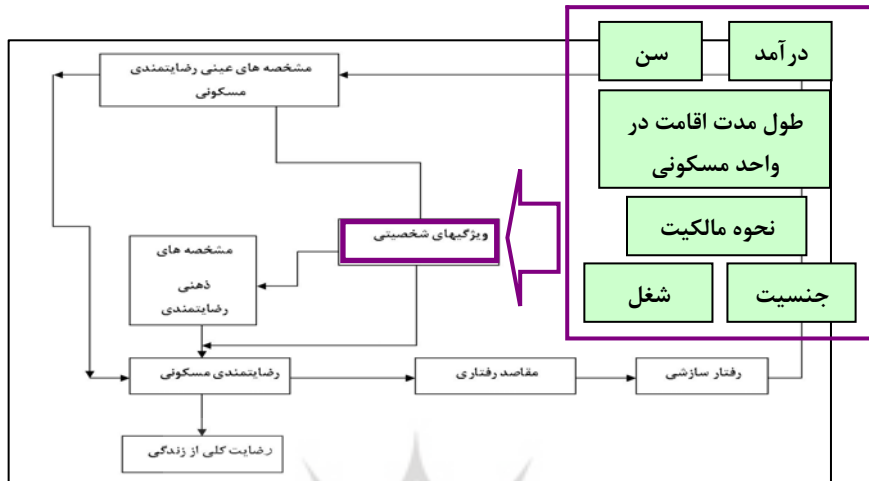 درآمد
سن
مشخصه های عینی رضایتمندی
مسکونی
طول مدت اقامت در
واحد مسکونی
نحوه مالکیت
ویژگیهای شخصیتی
مشخصه های
ذهنی
رضایتمندی
جنسیت
شغل
رفتار سازشی
مقاصد رفتاری
رضایتمندی مسکونی
رضایت کلی از زندگی